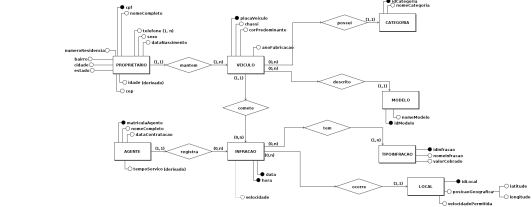 cpf
nomeCompleto
placaVeiculo
idCategoria
nomeCategoria
telefone (1, n)
sexo
dataNascimento
chassi
corPredominante
possui
(1,1)
CATEGORIA
numeroResidencia
anoFabricacao
bairro
cidade
estado
PROPRIETARIO
(1,1)
mantem
(1,n)
VEICULO
(0,n)
(0,n)
idade (derivado)
cep
(1,1)
descrito
(1,1)
MODELO
comete
nomeModelo
idModelo
matriculaAgente
nomeCompleto
dataContratacao
tem
(0,n)
(0,n)
(1,n)
AGENTE
(1,1)
registra
(0,n)
INFRACAO
(0,n)
TIPOINFRACAO
idInfracao
nomeInfracao
valorCobrado
tempoServico (derivado)
data
hora
ocorre
(1,1)
LOCAL
idLocal
posicaoGeografica
latitude
longitude
velocidade
velocidadePermitida